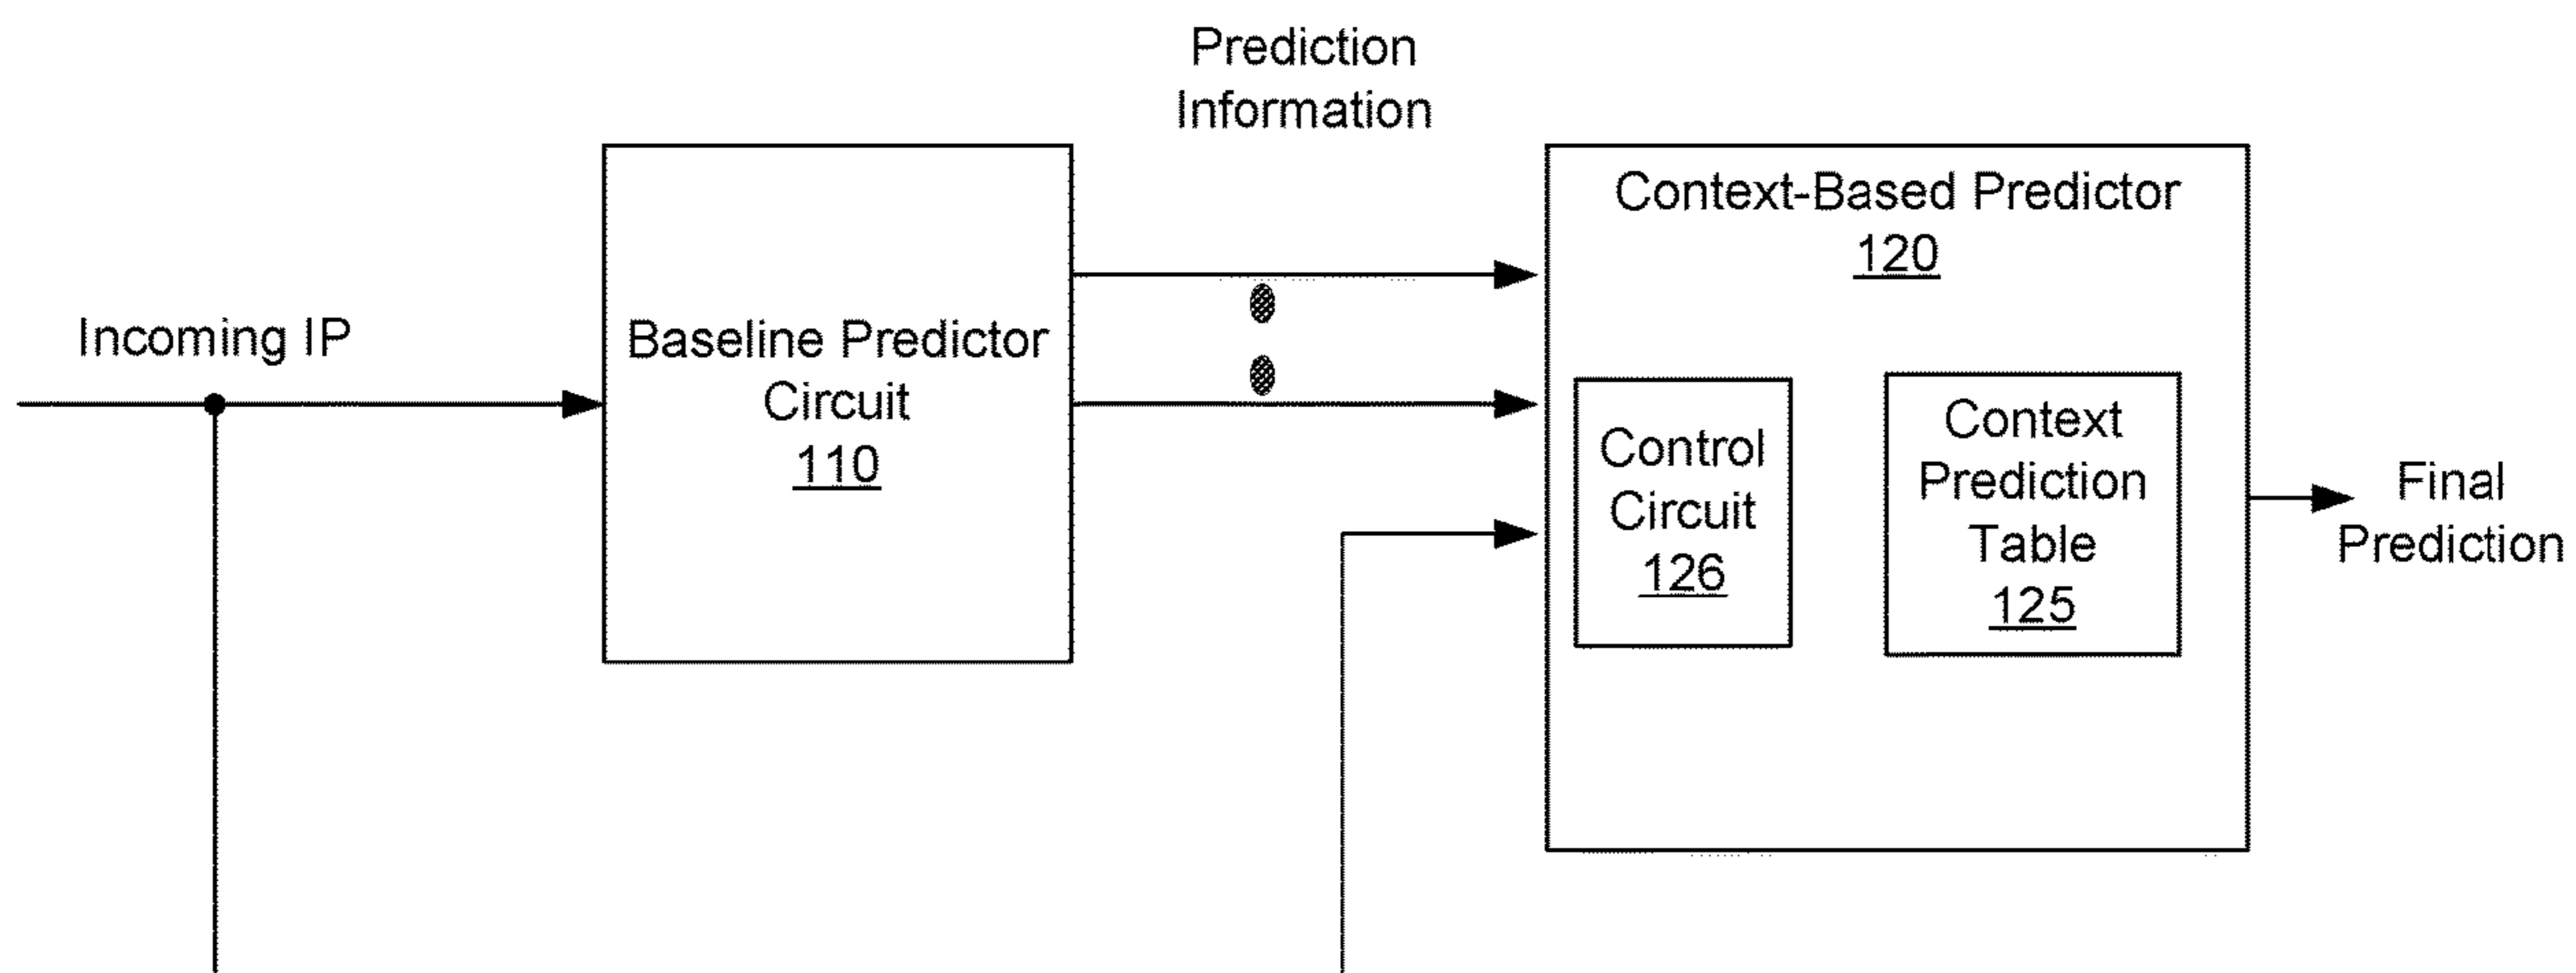 Prediction
Information
Incoming IP
Baseline Predictor
Circuit
110
Context-Based Predictor
120
Control
Circuit
126
Context
Prediction
Table
125
Final
Prediction